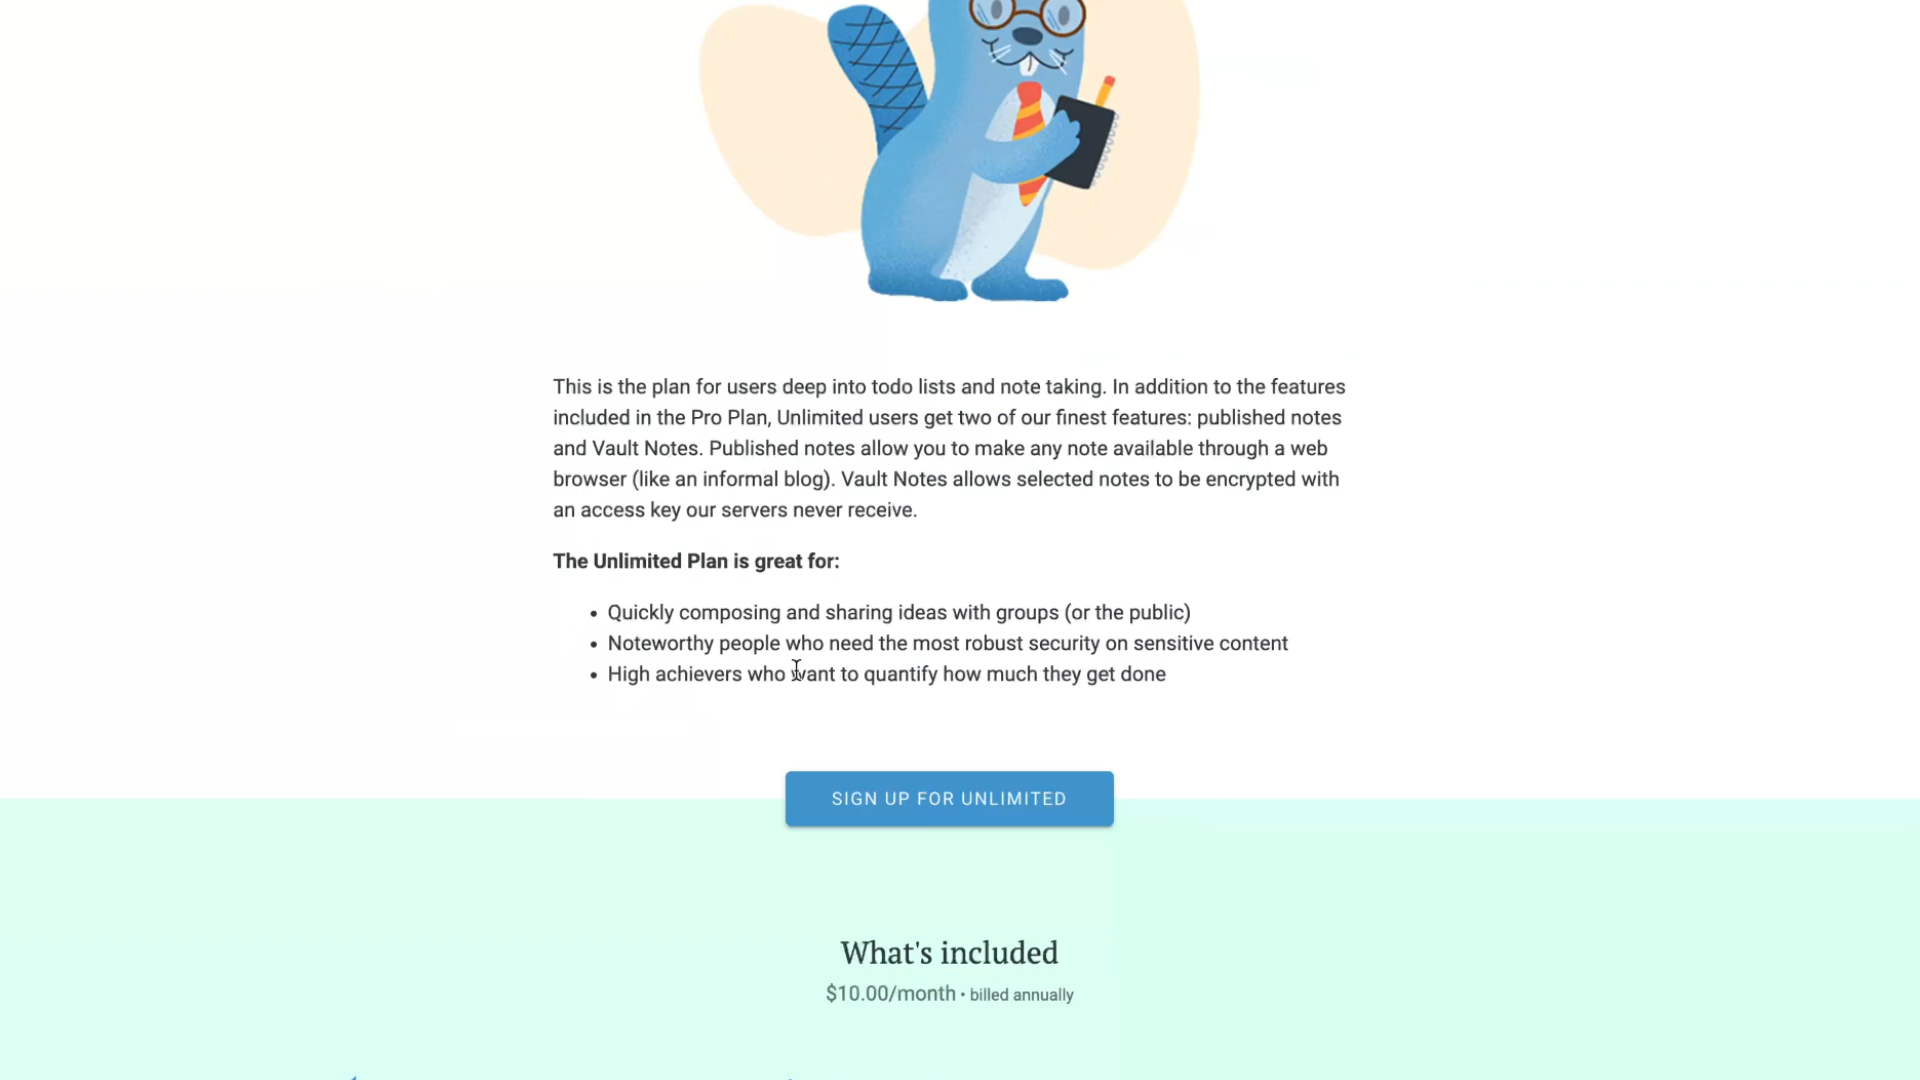 This is the plan for users deep into todo lists and note taking. In addition to the features
included in the Pro Plan, Unlimited users get two of our finest features: published notes
and Vault Notes. Published notes allow you to make any note available through a web
browser (like an informal blog). Vault Notes allows selected notes to be encrypted with
an access key our servers never receive.
The Unlimited Plan is great for:
• Quickly composing and sharing ideas with groups (or the public)
• Noteworthy people who need the most robust security on sensitive content
• High achievers who want to quantify how much they get done
SIGN UP FOR UNLIMITED
What's included
$10.00/month • billed annually